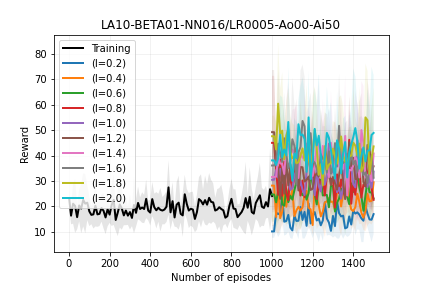 LA10-BETA01-NN016/LR0005-Ao00-Ai50
Reward
80
70
60
50
40
30
20
10
Training
(l=0.2)
(l=0.4)
(l=0.6)
(l=0.8)
(l=1.0)
(l=1.2)
(l=1.4)
(l=1.6)
(l=1.8)
(l=2.0)
0 200 400 600 800 1000 1200 1400
Number of episodes